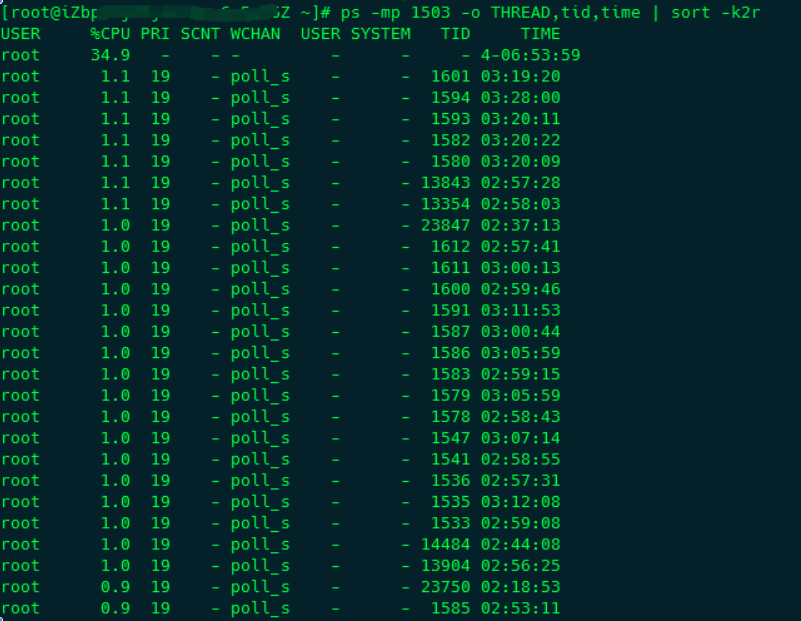 [root@iZbp ~]# ps -mp 1503 -o THREAD,tid,time | sort -k2r
USER %CPU PRI SCNT WCHAN USER SYSTEM TID TIME
root 34.9 - - - - - - 4-06:53:59
root 1.1 19 - poll_s - - 1601 03:19:20
root 1.1 19 - poll_s - - 1594 03:28:00
root 1.1 19 - poll_s - - 1593 03:20:11
root 1.1 19 - poll_s - - 1582 03:20:22
root 1.1 19 - poll_s - - 1580 03:20:09
root 1.1 19 - poll_s - - 13843 02:57:28
root 1.1 19 - poll_s - - 13354 02:58:03
root 1.0 19 - poll_s - - 23847 02:37:13
root 1.0 19 - poll_s - - 1612 02:57:41
root 1.0 19 - poll_s - - 1611 03:00:13
root 1.0 19 - poll_s - - 1600 02:59:46
root 1.0 19 - poll_s - - 1591 03:11:53
root 1.0 19 - poll_s - - 1587 03:00:44
root 1.0 19 - poll_s - - 1586 03:05:59
root 1.0 19 - poll_s - - 1583 02:59:15
root 1.0 19 - poll_s - - 1579 03:05:59
root 1.0 19 - poll_s - - 1578 02:58:43
root 1.0 19 - poll_s - - 1547 03:07:14
root 1.0 19 - poll_s - - 1541 02:58:55
root 1.0 19 - poll_s - - 1536 02:57:31
root 1.0 19 - poll_s - - 1535 03:12:08
root 1.0 19 - poll_s - - 1533 02:59:08
root 1.0 19 - poll_s - - 14484 02:44:08
root 1.0 19 - poll_s - - 13904 02:56:25
root 0.9 19 - poll_s - - 23750 02:18:53
root 0.9 19 - poll_s - - 1585 02:53:11